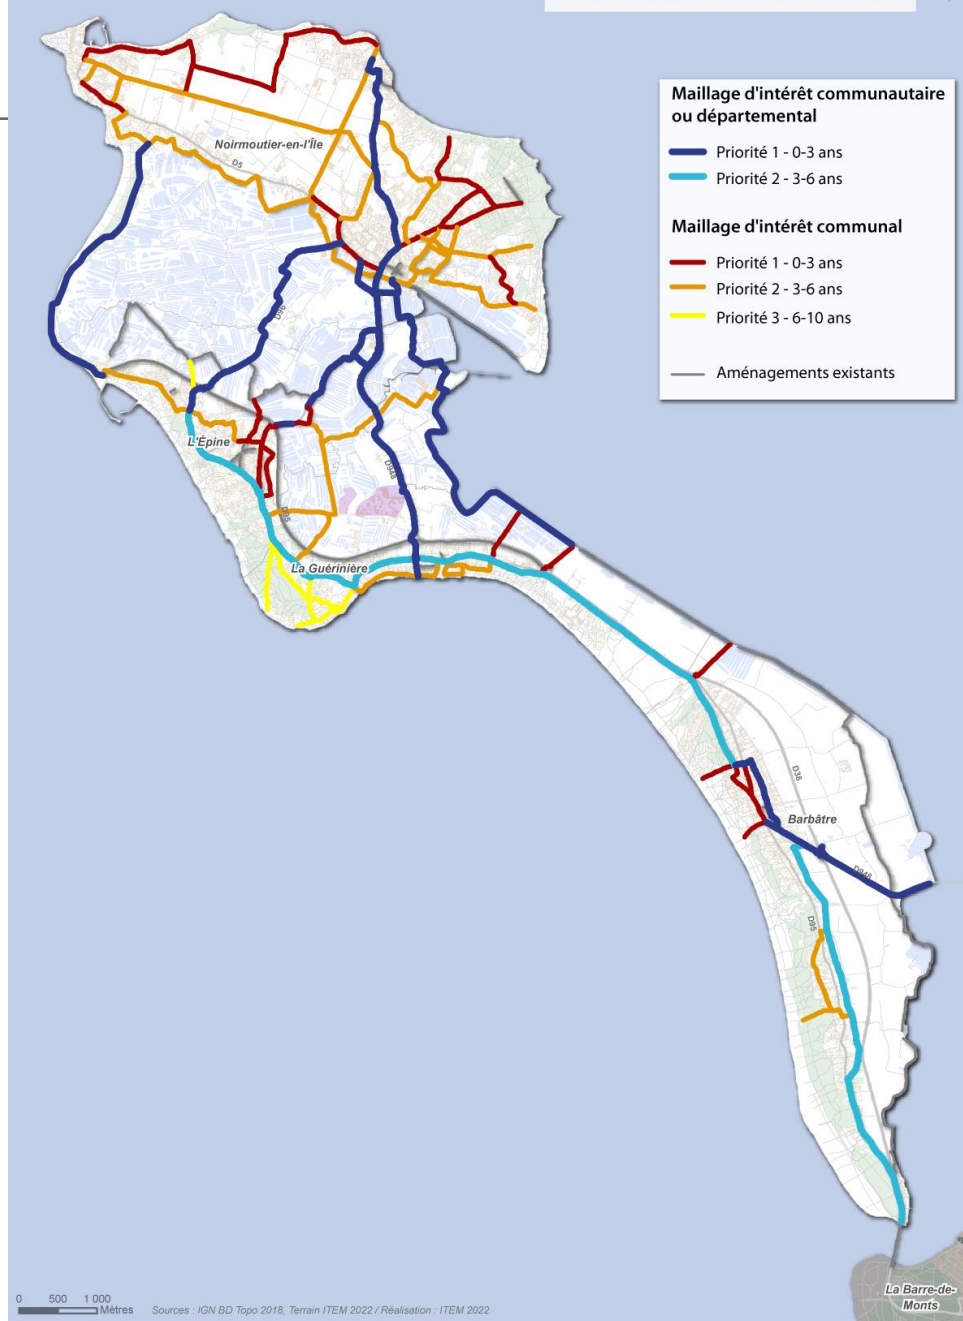 Maillage d'intérêt communautaire
ou départemental
Priorité 1 - 0-3 ans
Priorité 2 - 3-6 ans
Maillage d'intérêt communal
Priorité 1 - 0-3 ans
Priorité 2 - 3-6 ans
Priorité 3 - 6-10 ans
Aménagements existants
Noirmoutier-en-l'Île
D5
D96
L'Épine
D948
D95
La Guérinière
D38
Barbâtre
D948
D95
La Barre-de-
Monts
0 500 1 000
Mètres
Sources : IGN BD Topo 2018, Terrain ITEM 2022 / Réalisation : ITEM 2022